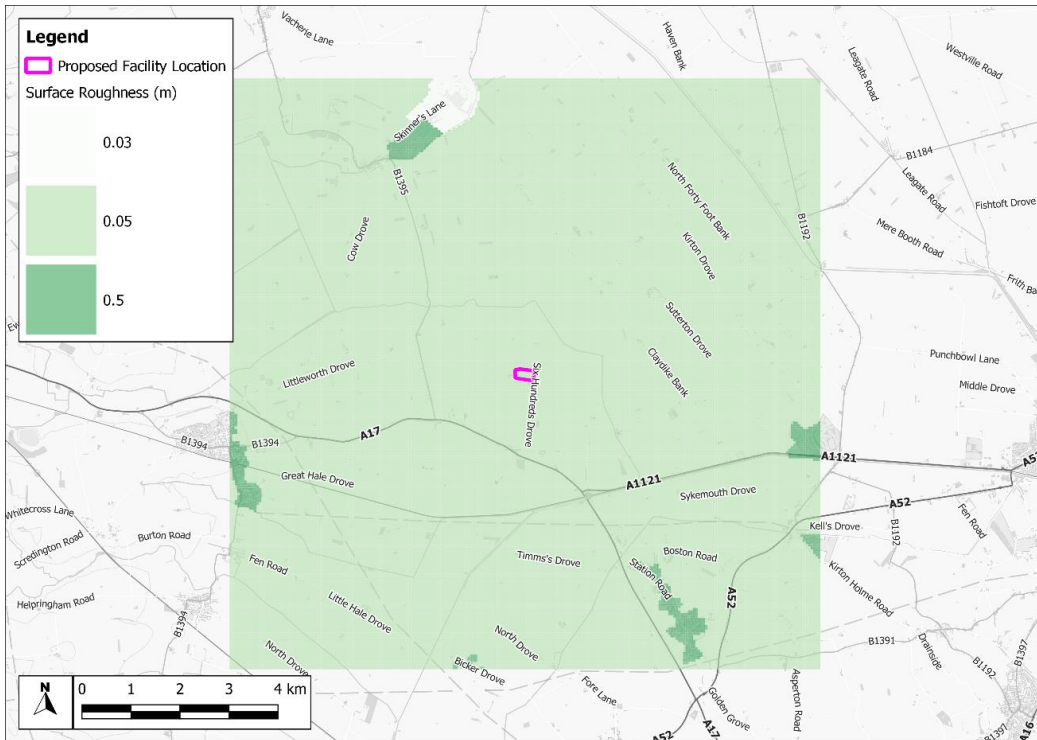 Legend
Proposed Facility Location
Surface Roughness (m)
0.03
0.05
0.5
Vacherie Lane
Haven Bank
Leagate Road
Westville Road
Skinner's Lane
B1184
B1395
Leagate Road
Fishtoft Drove
North Forty Foot Bank
B1192
Mere Booth Road
Cow Drove
Kirton Drove
Sutterton Drove
Claydike Bank
Punchbowl Lane
Middle Drove
Littleworth Drove
Six Hundreds Drove
A17
B1394
B1394
A1121
A1121
Great Hale Drove
Sykemouth Drove
A52
Whitecross Lane
Scredington Road
Burton Road
Kell's Drove
B1192
Fen Road
Fen Road
Timms's Drove
Boston Road
Station Road
A52
Kirton Holme Road
Helpringham Road
B1394
Little Hale Drove
North Drove
B1391
Drainside
B1397
North Drove
Bicker Drove
B1192
Fore Lane
Golden Grove
Asperton Road
A52
A17
B1397
A16
N
0 1 2 3 4 km